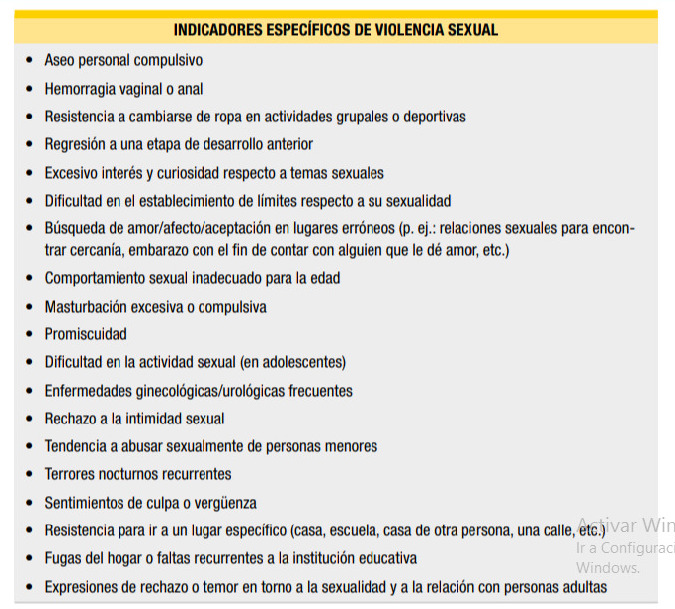 INDICADORES ESPECÍFICOS DE VIOLENCIA SEXUAL
• Aseo personal compulsivo
• Hemorragia vaginal o anal
• Resistencia a cambiarse de ropa en actividades grupales o deportivas
• Regresión a una etapa de desarrollo anterior
• Excesivo interés y curiosidad respecto a temas sexuales
• Dificultad en el establecimiento de límites respecto a su sexualidad
• Búsqueda de amor/afecto/aceptación en lugares erróneos (p. ej.: relaciones sexuales para encon-
trar cercanía, embarazo con el fin de contar con alguien que le dé amor, etc.)
• Comportamiento sexual inadecuado para la edad
• Masturbación excesiva o compulsiva
• Promiscuidad
• Dificultad en la actividad sexual (en adolescentes)
• Enfermedades ginecológicas/urológicas frecuentes
• Rechazo a la intimidad sexual
• Tendencia a abusar sexualmente de personas menores
• Terrores nocturnos recurrentes
• Sentimientos de culpa o vergüenza
• Resistencia para ir a un lugar específico (casa, escuela, casa de otra persona, una calle, etc.)
• Fugas del hogar o faltas recurrentes a la institución educativa
• Expresiones de rechazo o temor en torno a la sexualidad y a la relación con personas adultas
Activar Win
Ir a Configuraci
Windows.